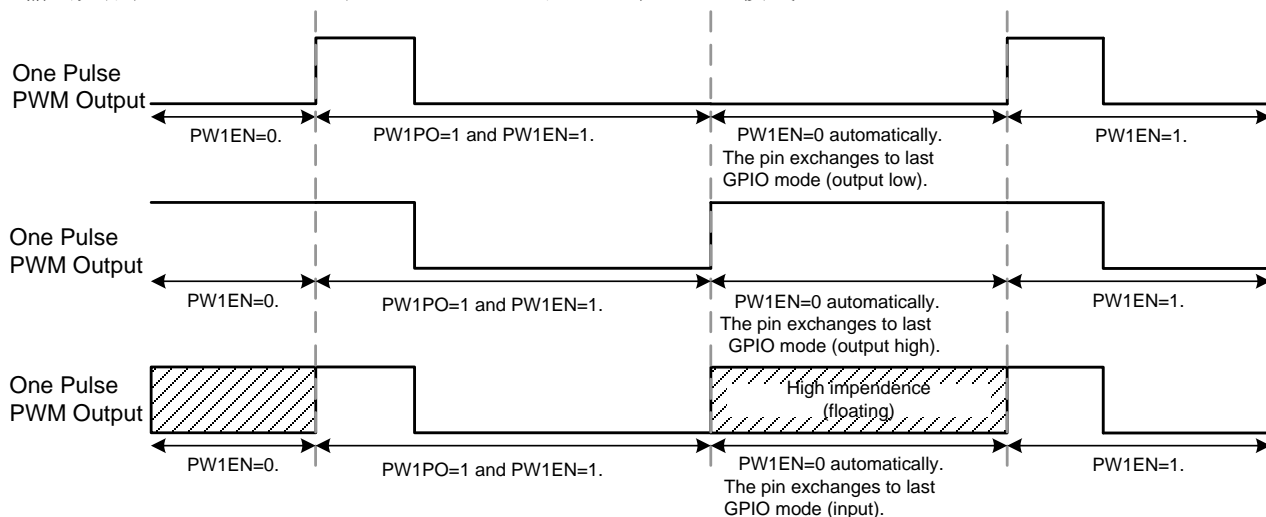 One Pulse
PWM Output
PW1EN=0.
PW1PO=1 and PW1EN=1.
PW1EN=0 automatically.
The pin exchanges to last
GPIO mode (output low).
PW1EN=1.
One Pulse
PWM Output
PW1EN=0.
PW1PO=1 and PW1EN=1.
PW1EN=0 automatically.
The pin exchanges to last
GPIO mode (output high).
PW1EN=1.
One Pulse
PWM Output
High impendence
(floating)
PW1EN=0.
PW1PO=1 and PW1EN=1.
PW1EN=0 automatically.
The pin exchanges to last
GPIO mode (input).
PW1EN=1.